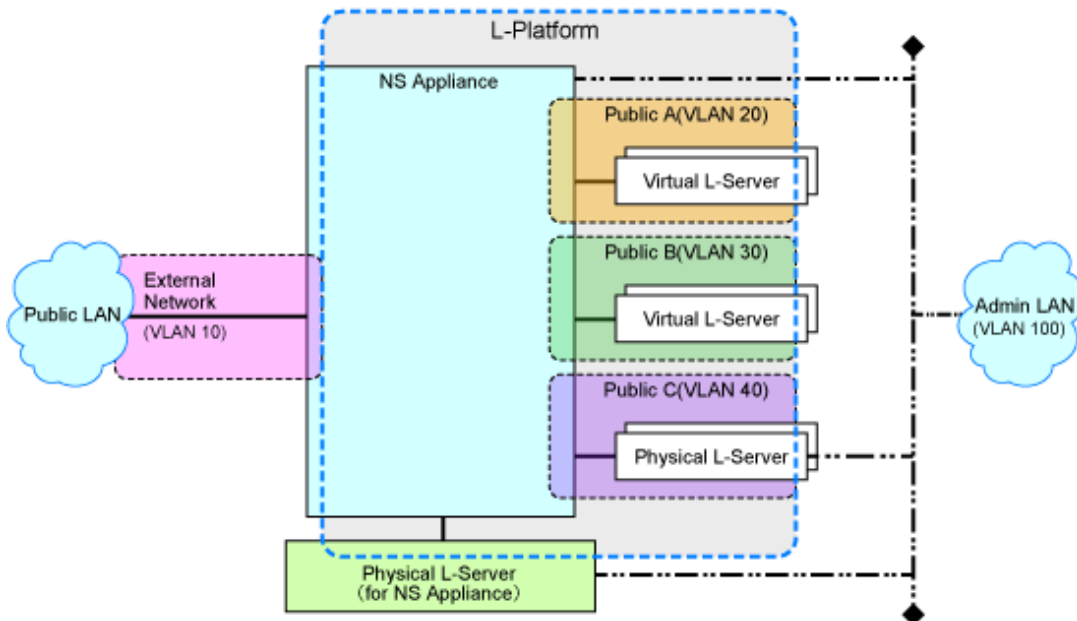 L-Platform
NS Appliance
Public A(VLAN 20)
Virtual L-Server
Public B(VLAN 30)
Virtual L-Server
Public C(VLAN 40)
Physical L-Server
Public LAN
External
Network
(VLAN 10)
Admin LAN
(VLAN 100)
Physical L-Server
(for NS Appliance)